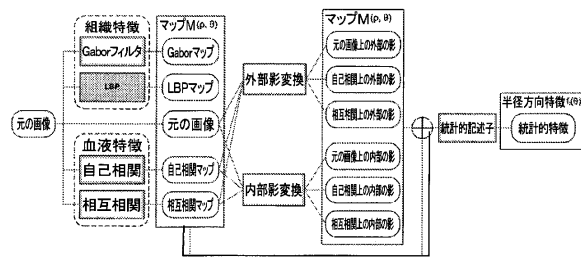 組織特徴
Gaborフィルタ
LBP
元の画像
血液特徴
自己相関
相互相関
マップM(ρ, θ)
Gaborマップ
LBPマップ
元の画像
自己相関マップ
相互相関マップ
外部影変換
内部影変換
マップM(ρ, θ)
元の画像上の外部の影
自己相関上の外部の影
相互相関上の外部の影
元の画像上の内部の影
自己相関上の内部の影
相互相関上の内部の影
統計的記述子
半径方向特徴fᵢ(θ)
統計的特徴